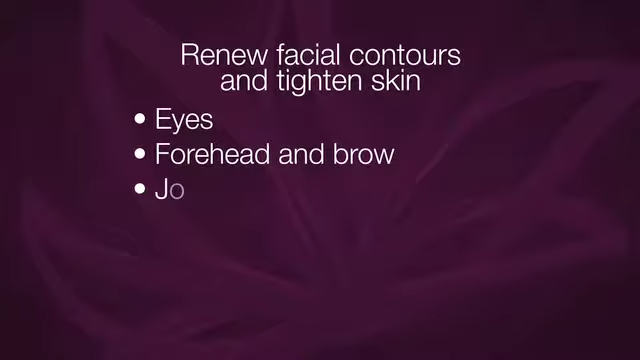 Renew facial contours
and tighten skin
• Eyes
• Forehead and brow
• Jo